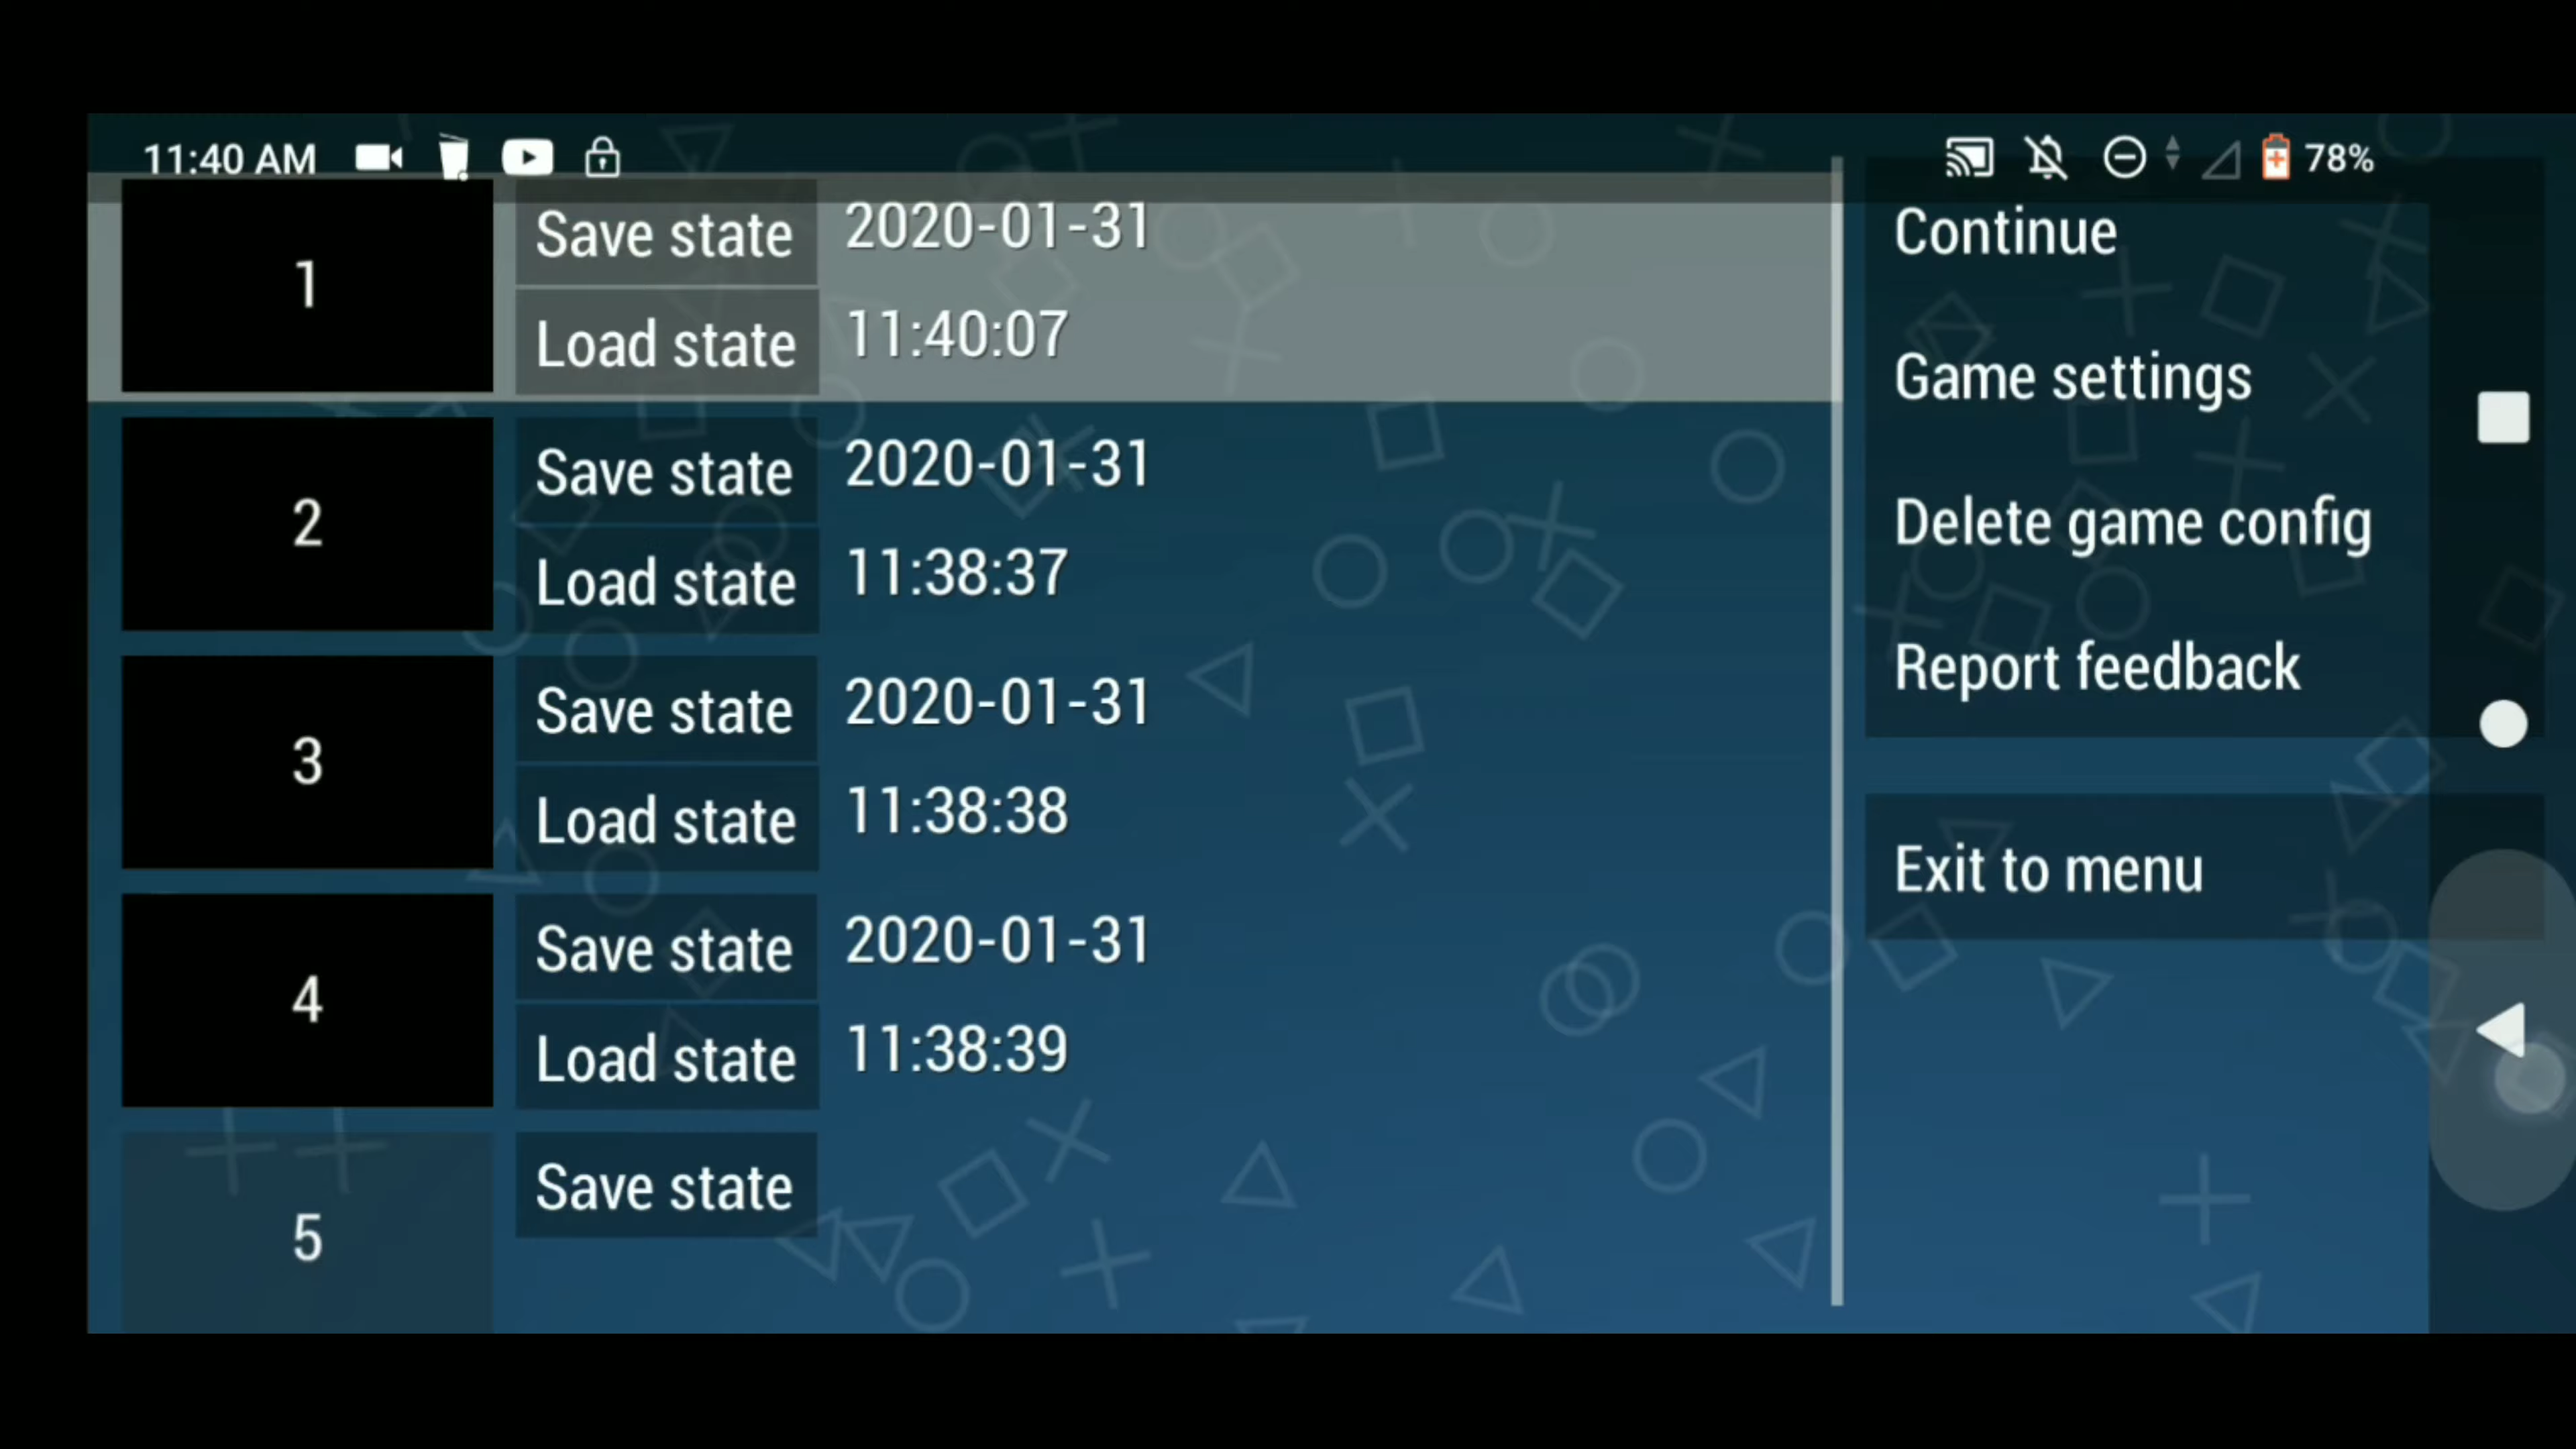 11:40 AM
78%
1
Save state
2020-01-31
Load state
11:40:07
2
Save state
2020-01-31
Load state
11:38:37
3
Save state
2020-01-31
Load state
11:38:38
4
Save state
2020-01-31
Load state
11:38:39
5
Save state
Continue
Game settings
Delete game config
Report feedback
Exit to menu